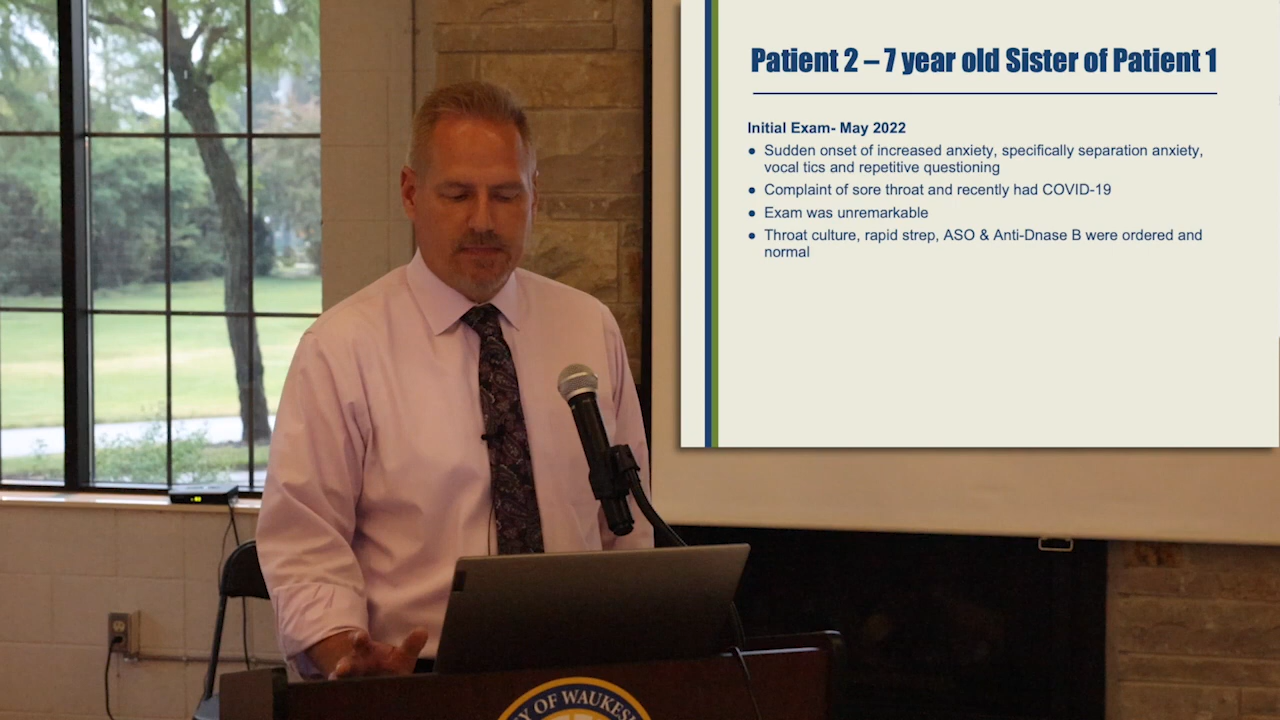 Patient 2 – 7 year old Sister of Patient 1
Initial Exam- May 2022
● Sudden onset of increased anxiety, specifically separation anxiety,
vocal tics and repetitive questioning
● Complaint of sore throat and recently had COVID-19
● Exam was unremarkable
● Throat culture, rapid strep, ASO & Anti-Dnase B were ordered and
normal
OF WAUKES